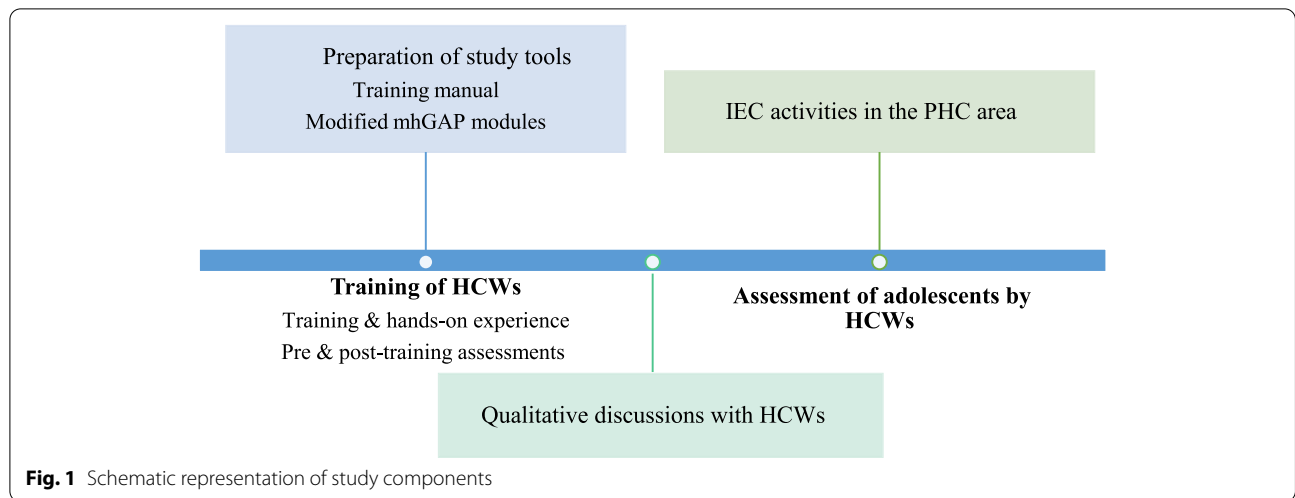 Preparation of study tools
Training manual
Modified mhGAP modules
IEC activities in the PHC area
Training of HCWs
Training & hands-on experience
Pre & post-training assessments
Assessment of adolescents by
HCWs
Qualitative discussions with HCWs
Fig. 1 Schematic representation of study components